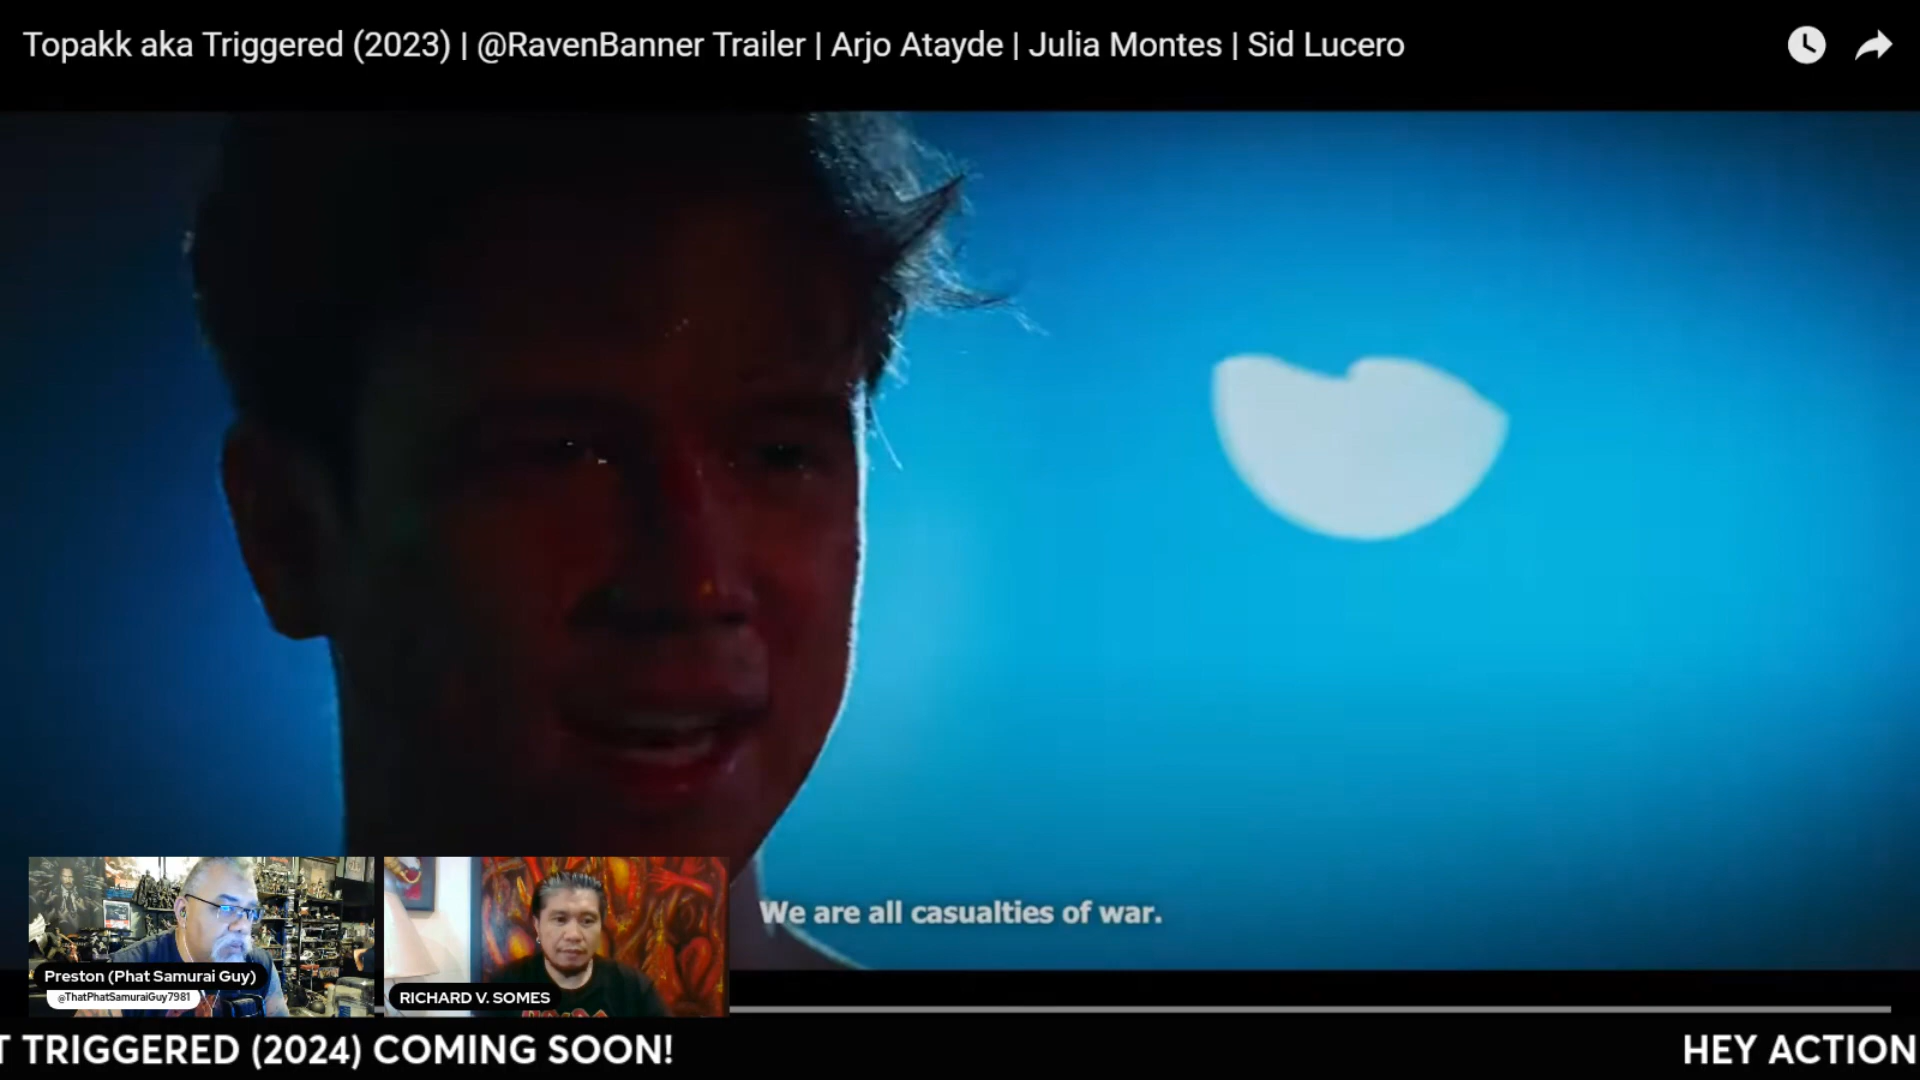 Topakk aka Triggered (2023) | @RavenBanner Trailer | Arjo Atayde | Julia Montes | Sid Lucero
We are all casualties of war.
Preston (Phat Samurai Guy)
@ThatPhatSamuraiGuy7981
RICHARD V. SOMES
T TRIGGERED (2024) COMING SOON!
HEY ACTION